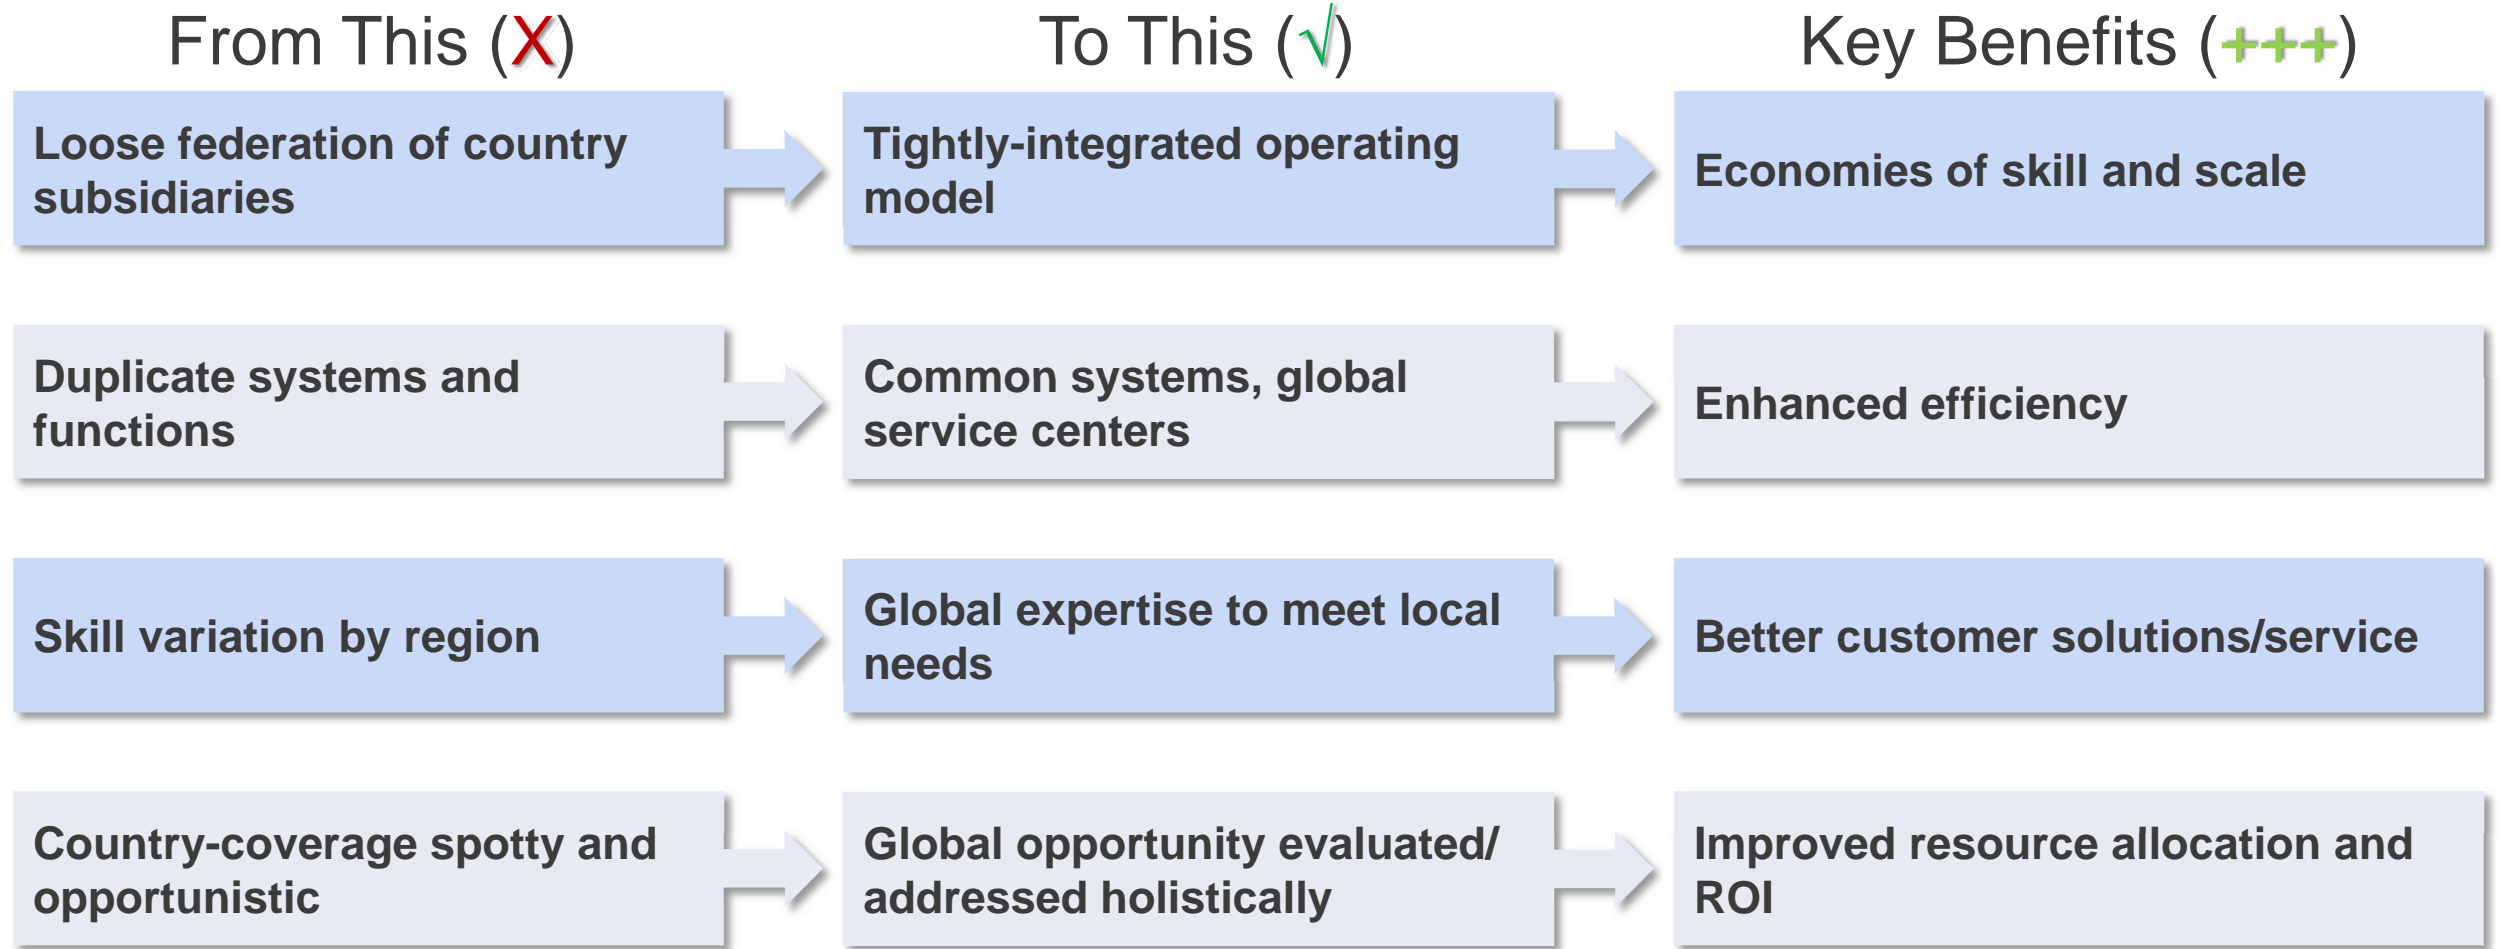 From This (X)
To This (√)
Key Benefits (+++)
Loose federation of country
subsidiaries
Tightly-integrated operating
model
Economies of skill and scale
Duplicate systems and
functions
Common systems, global
service centers
Enhanced efficiency
Skill variation by region
Global expertise to meet local
needs
Better customer solutions/service
Country-coverage spotty and
opportunistic
Global opportunity evaluated/
addressed holistically
Improved resource allocation and
ROI